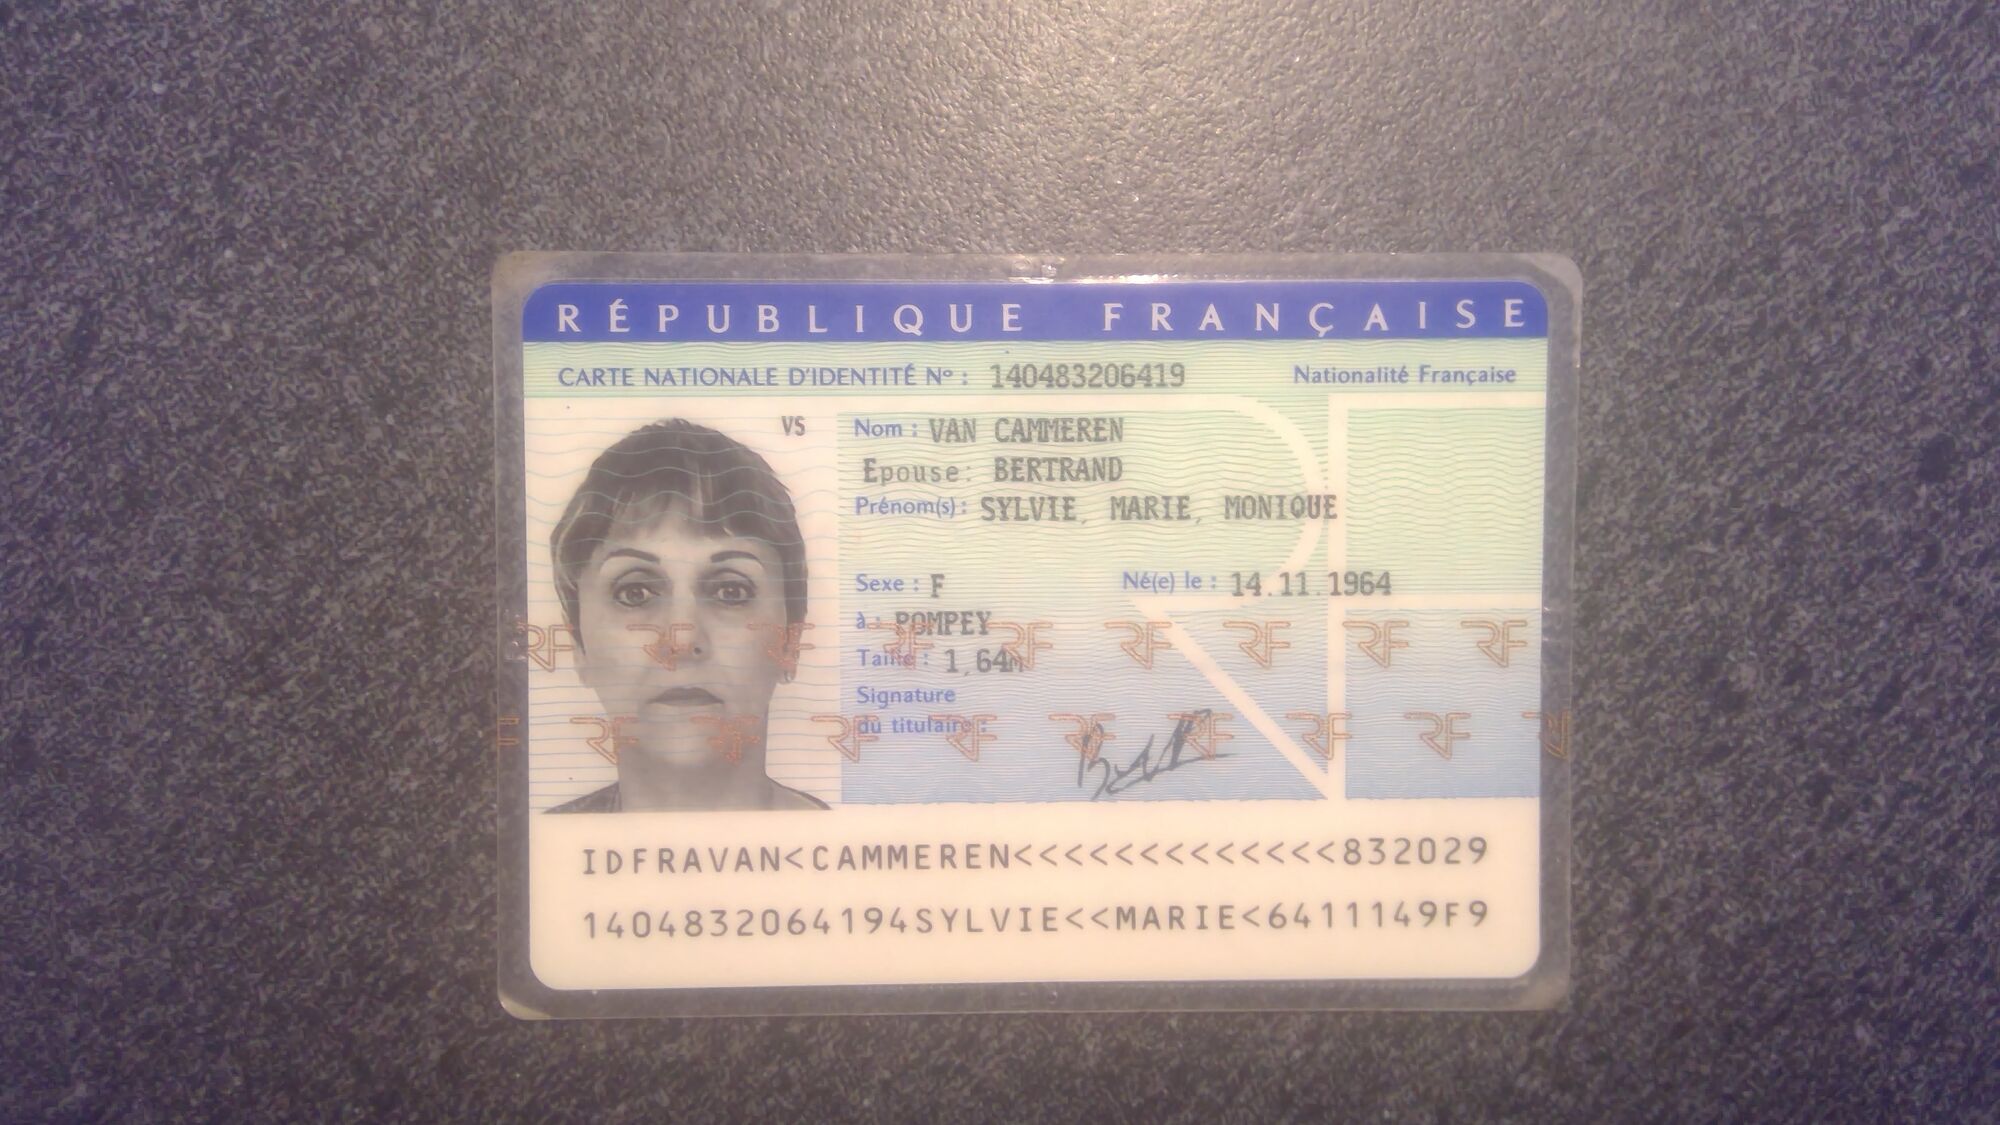 RÉPUBLIQUE FRANÇAISE
CARTE NATIONALE D'IDENTITÉ Nº : 140483206419 Nationalité Française
VS
Nom : VAN CAMMEREN
Epouse: BERTRAND
Prénom(s): SYLVIE, MARIE, MONIQUE
Sexe : F Né(e) le : 14.11.1964
à : POMPEY
Taille : 1,64m
Signature
du titulaire :
IDFRAVAN<CAMMEREN<<<<<<<<<<<<<832029
1404832064194SYLVIE<<MARIE<6411149F9